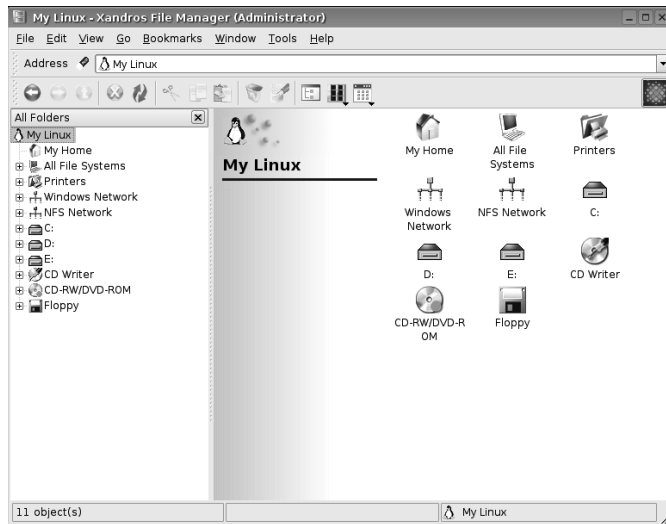 My Linux - Xandros File Manager (Administrator)
File Edit View Go Bookmarks Window Tools Help
Address My Linux
All Folders
My Linux
My Home
All File Systems
Printers
Windows Network
NFS Network
C:
D:
E:
CD Writer
CD-RW/DVD-ROM
Floppy
My Linux
My Home
All File
Systems
Printers
Windows
Network
NFS Network
C:
D:
E:
CD Writer
CD-RW/DVD-R
OM
Floppy
11 object(s)
My Linux